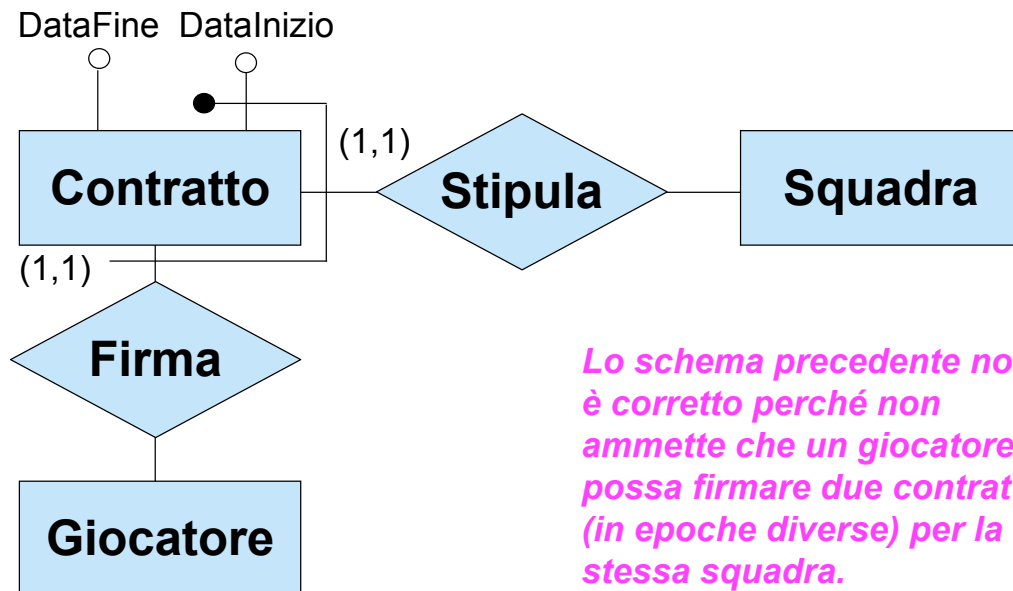 DataFine DataInizio
(1,1)
Contratto Stipula Squadra
(1,1)
Firma
Lo schema precedente no
è corretto perché non
ammette che un giocatore
possa firmare due contrat
(in epoche diverse) per la
stessa squadra.
Giocatore